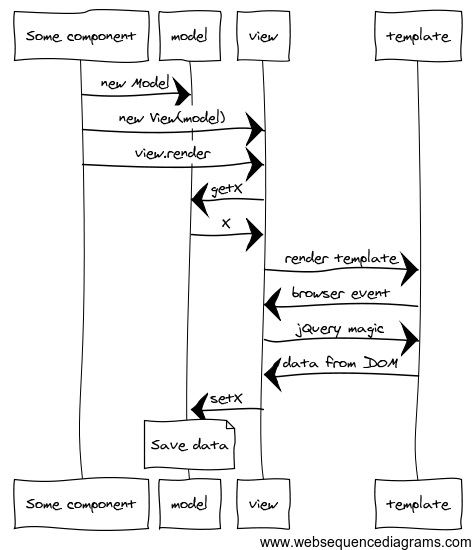 Some component model view template
new Model
new View(model)
view.render
getX
X
render template
browser event
jQuery magic
data from DOM
setX
Save data
Some component model view template
www.websequencediagrams.com